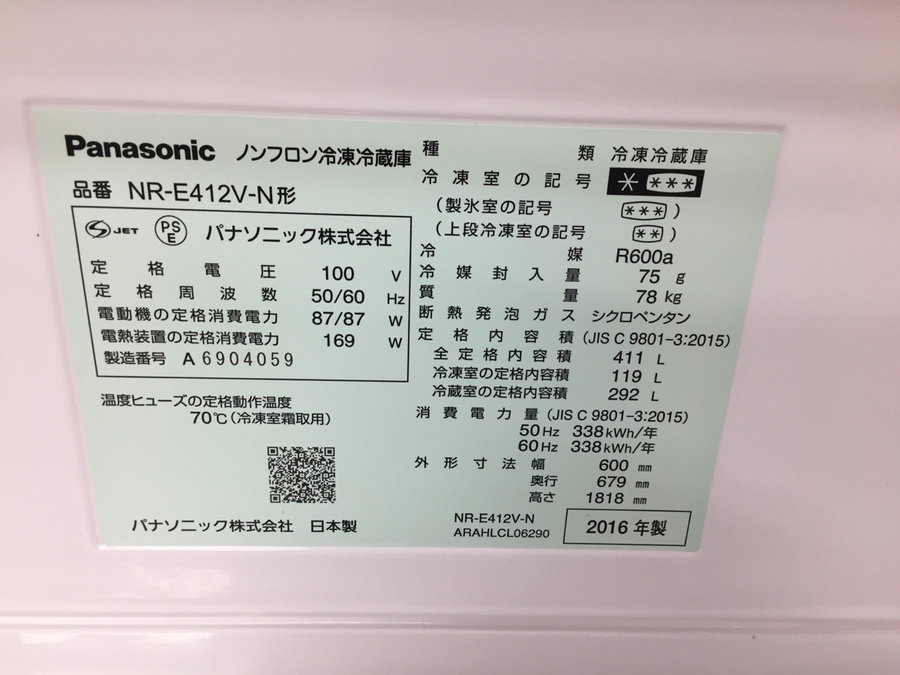 Panasonic ノンフロン冷凍冷蔵庫
品番 NR-E412V-N形
JET PSE パナソニック株式会社
定格電圧 100 V
定格周波数 50/60 Hz
電動機の定格消費電力 87/87 W
電熱装置の定格消費電力 169 W
製造番号 A 6904059
温度ヒューズの定格動作温度
70℃(冷凍室霜取用)
パナソニック株式会社 日本製
種類 冷凍冷蔵庫
冷凍室の記号 * ***
(製氷室の記号 *** )
(上段冷凍室の記号 ** )
冷媒 R600a
冷媒封入量 75 g
質量 78 kg
断熱発泡ガス シクロペンタン
定格内容積 (JIS C 9801-3:2015)
全定格内容積 411 L
冷凍室の定格内容積 119 L
冷蔵室の定格内容積 292 L
消費電力量 (JIS C 9801-3:2015)
50 Hz 338kWh/年
60 Hz 338kWh/年
外形寸法 幅 600 mm
奥行 679 mm
高さ 1818 mm
NR-E412V-N
ARAHLCL06290
2016 年製